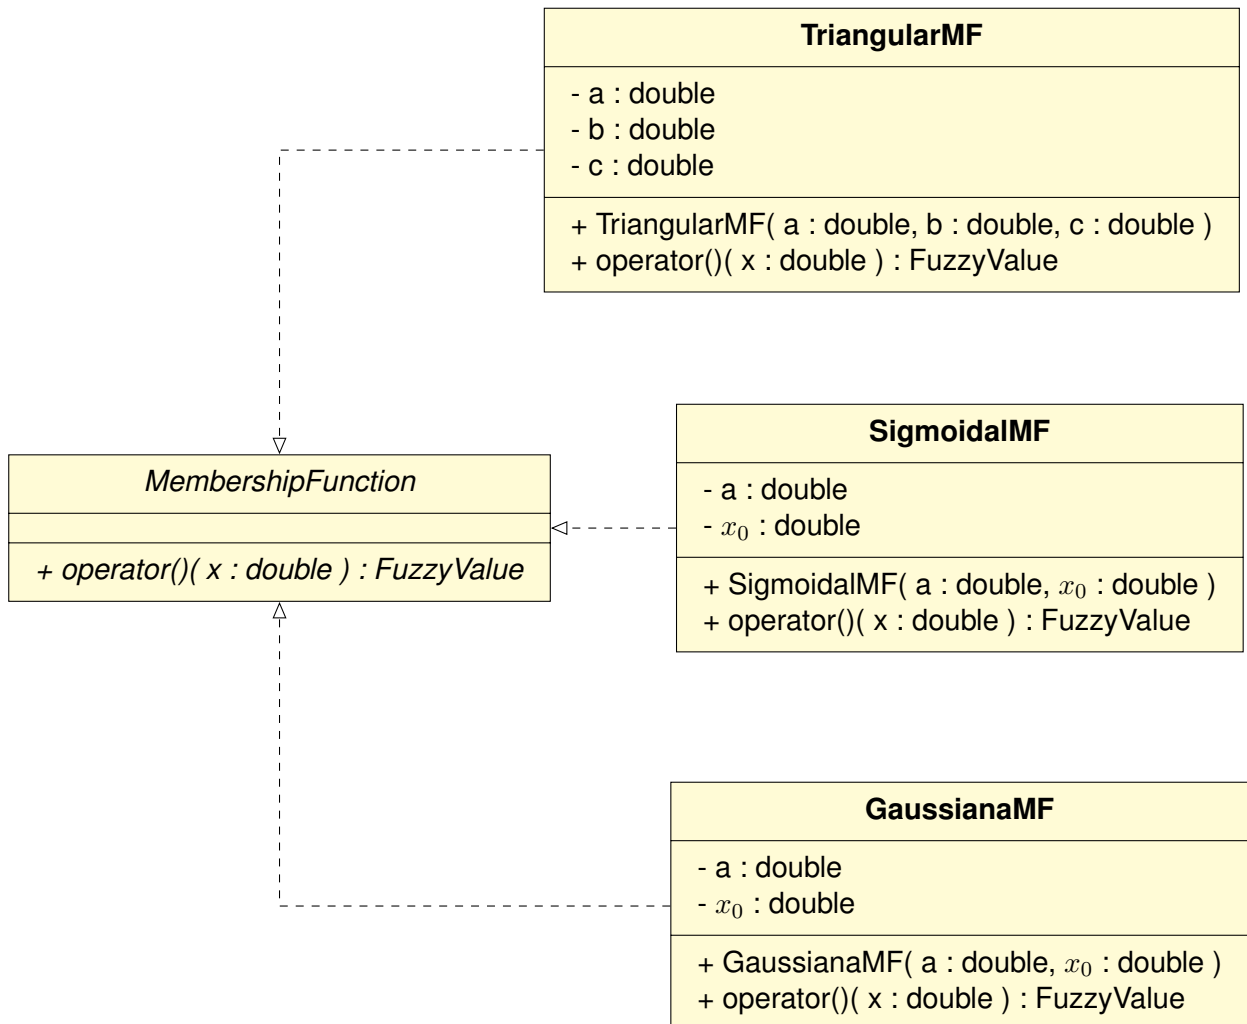 TriangularMF
- a : double
- b : double
- c : double
+ TriangularMF( a : double, b : double, c : double )
+ operator()( x : double ) : FuzzyValue
MembershipFunction
+ operator()( x : double ) : FuzzyValue
SigmoidalMF
- a : double
- x₀ : double
+ SigmoidalMF( a : double, x₀ : double )
+ operator()( x : double ) : FuzzyValue
GaussianaMF
- a : double
- x₀ : double
+ GaussianaMF( a : double, x₀ : double )
+ operator()( x : double ) : FuzzyValue